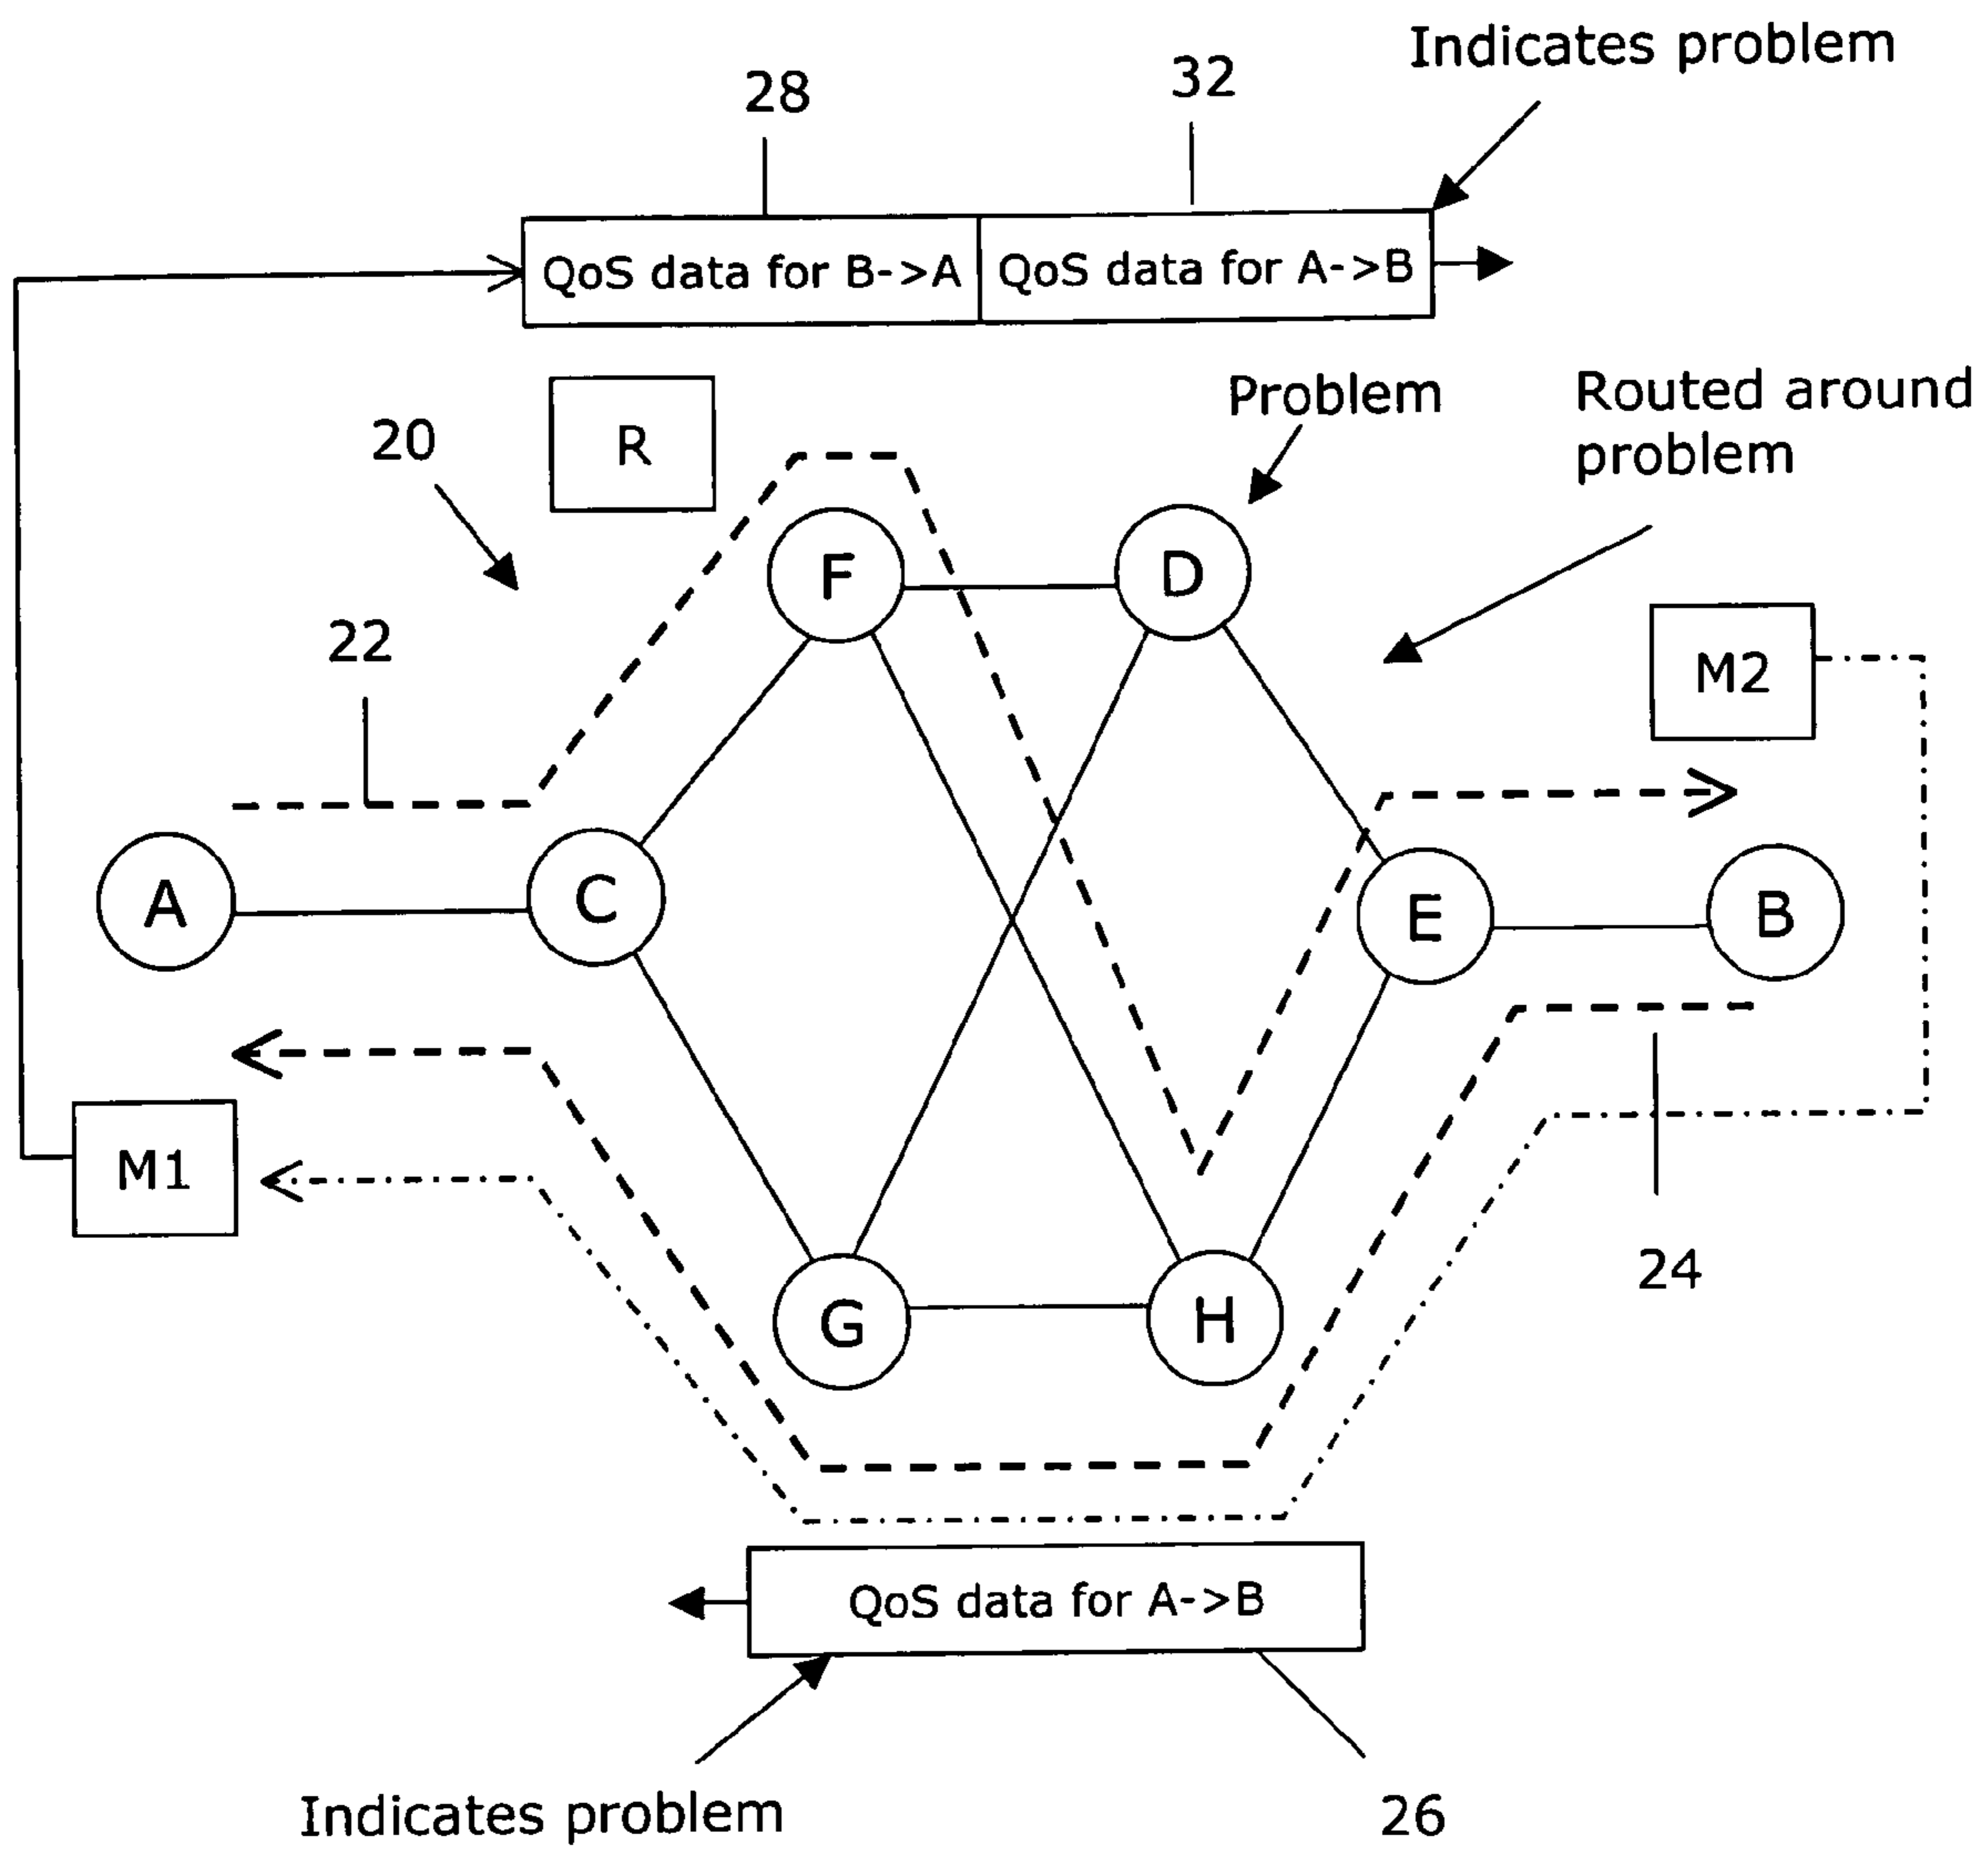 Indicates problem
28
32
QoS data for B->A
QoS data for A->B
R
Problem
Routed around
problem
20
F
D
22
M2
A
C
E
B
M1
24
G
H
QoS data for A->B
Indicates problem
26